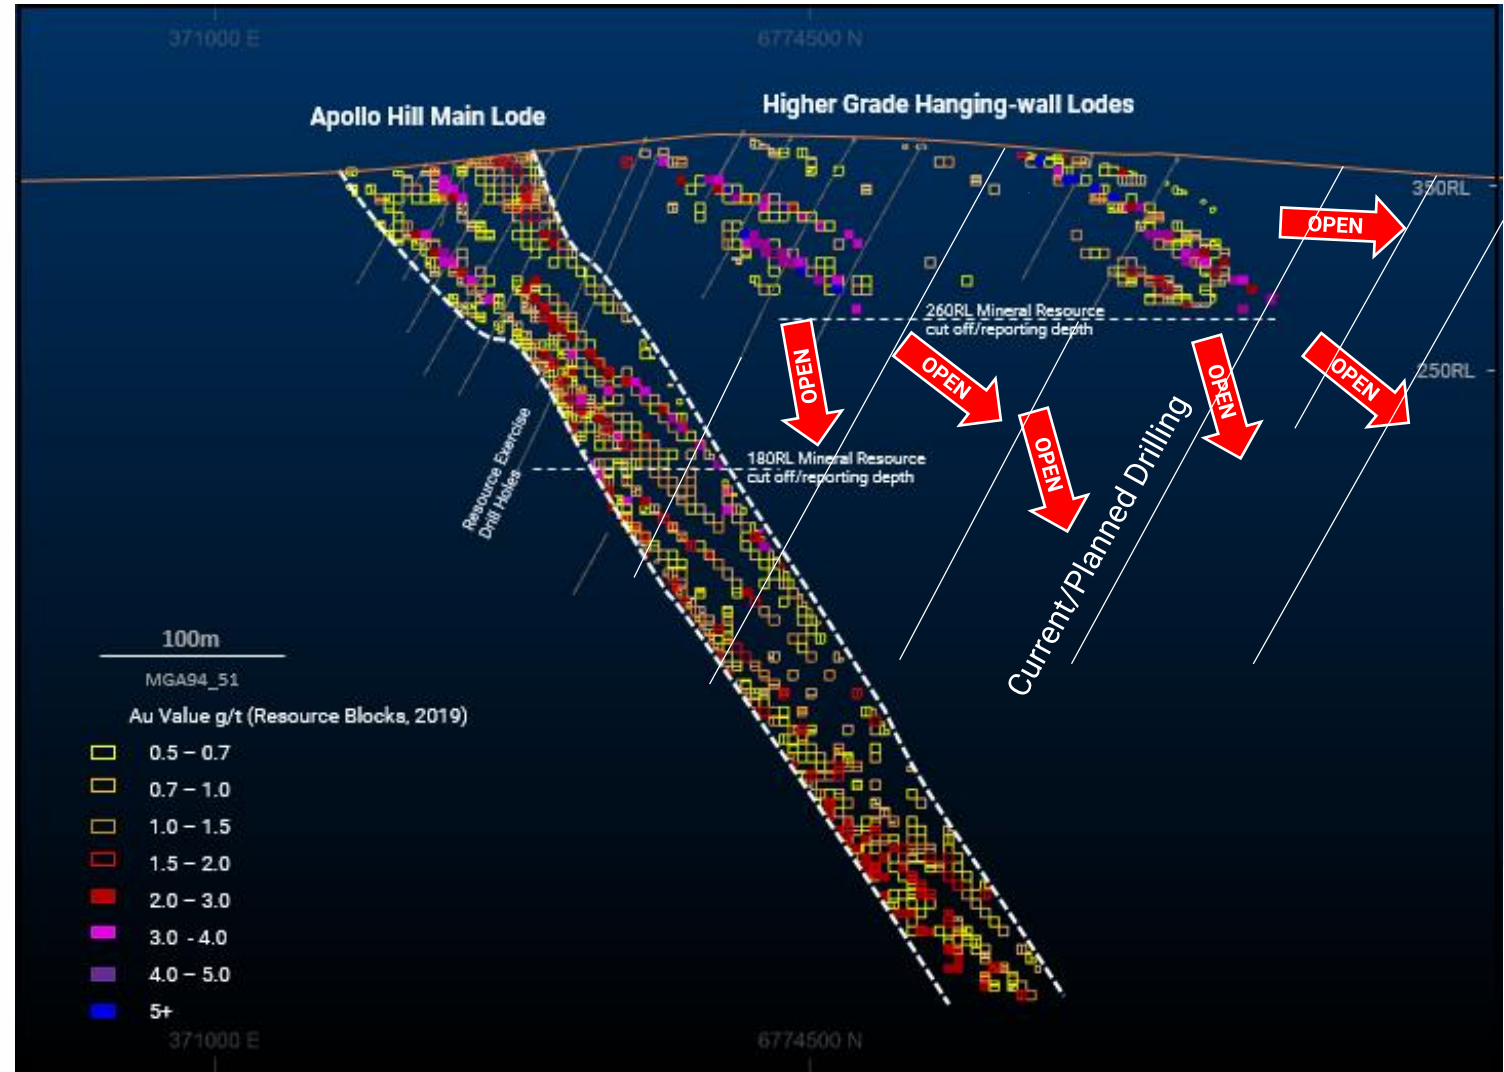 371000 E
6774500 N
Apollo Hill Main Lode
Higher Grade Hanging-wall Lodes
350RL
OPEN
260RL Mineral Resource
cut off/reporting depth
OPEN
OPEN
OPEN
OPEN
250RL
OPEN
180RL Mineral Resource
cut off/reporting depth
Resource Exercise
Drill Holes
Current/Planned Drilling
100m
MGA94_51
Au Value g/t (Resource Blocks, 2019)
0.5 – 0.7
0.7 – 1.0
1.0 – 1.5
1.5 – 2.0
2.0 – 3.0
3.0 - 4.0
4.0 – 5.0
5+
371000 E
6774500 N